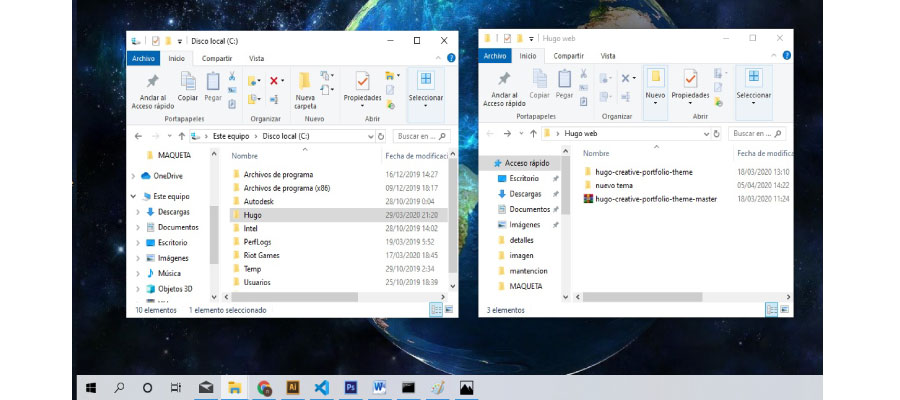 Disco local (C:)
Archivo Inicio Compartir Vista
Anclar al Acceso rápido
Copiar
Pegar
Nueva carpeta
Propiedades
Seleccionar
Portapapeles Organizar Nuevo Abrir
Este equipo > Disco local (C:)
Buscar en ...
MAQUETA
OneDrive
Este equipo
Descargas
Documentos
Escritorio
Imágenes
Música
Objetos 3D
Nombre Fecha de modificaci
Archivos de programa 16/12/2019 14:27
Archivos de programa (x86) 09/12/2019 18:17
Autodesk 28/10/2019 0:04
Hugo 29/03/2020 21:20
Intel 28/10/2019 14:02
PerfLogs 19/03/2019 5:52
Riot Games 17/03/2020 18:45
Temp 29/10/2019 2:34
Usuarios 25/10/2019 18:39
10 elementos 1 elemento seleccionado
Hugo web
Archivo Inicio Compartir Vista
Anclar al Acceso rápido
Copiar
Pegar
Nuevo
Propiedades
Seleccionar
Portapapeles Organizar Abrir
Hugo web
Buscar en ...
Acceso rápido
Escritorio
Descargas
Documentos
Imágenes
detalles
imagen
mantencion
MAQUETA
Nombre Fecha de modifica
hugo-creative-portfolio-theme 18/03/2020 13:10
nuevo tema 05/04/2020 14:22
hugo-creative-portfolio-theme-master 18/03/2020 11:24
3 elementos
Ai
Ps
W